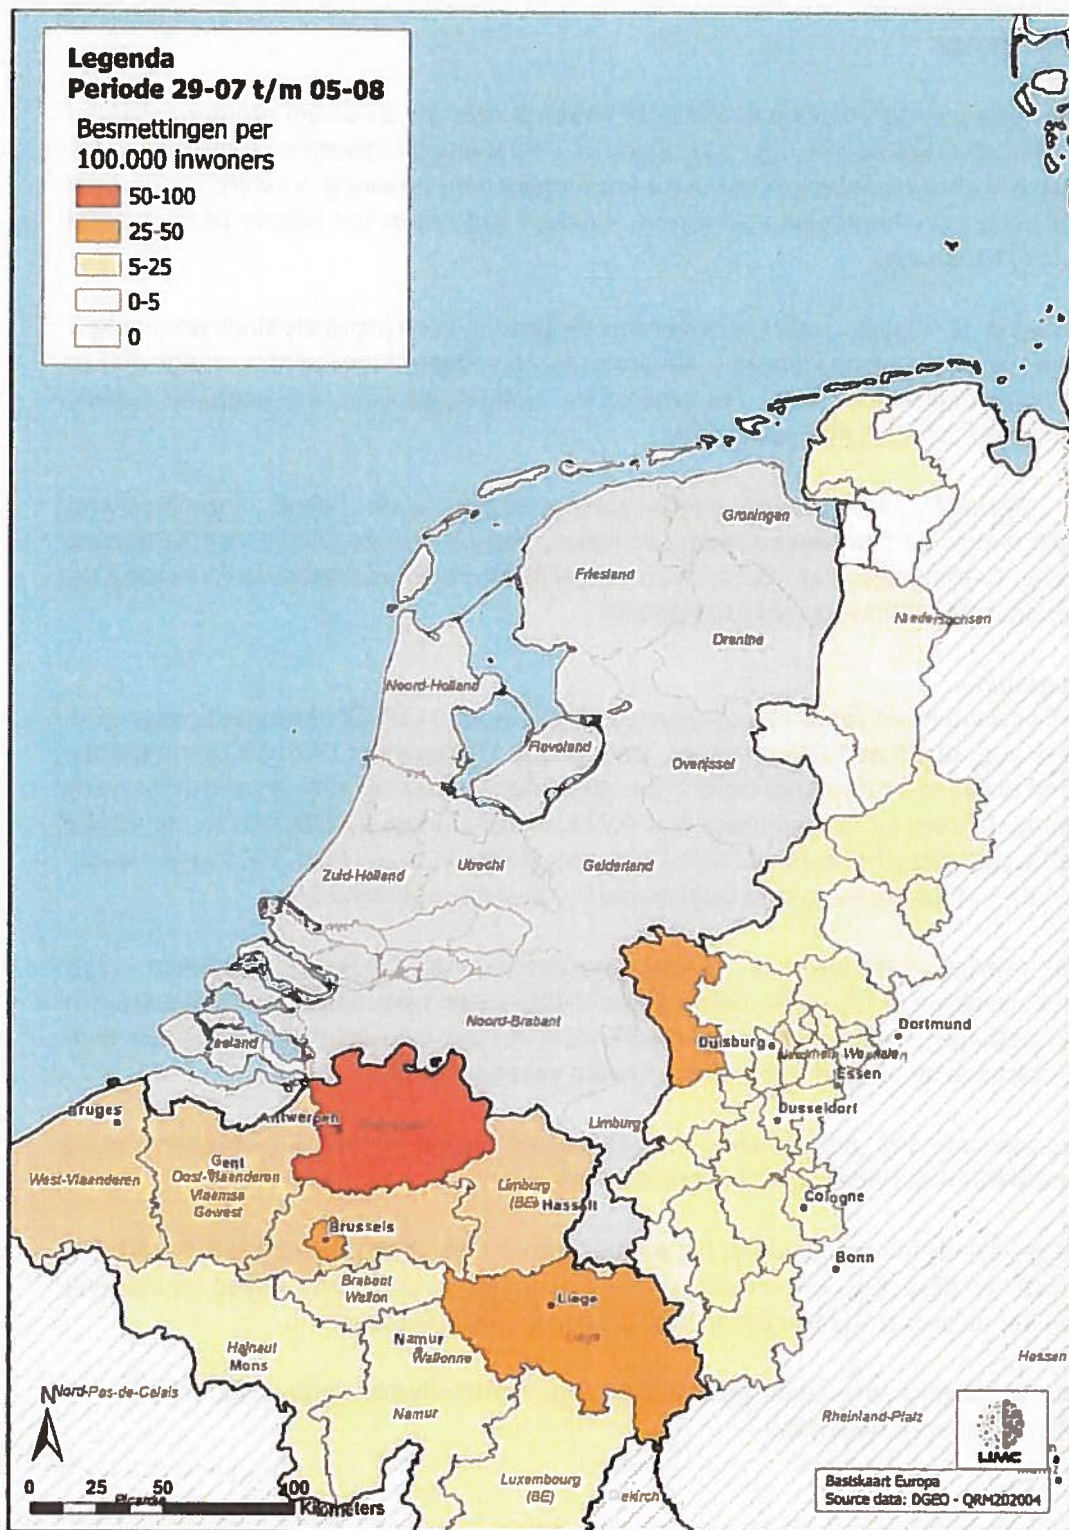 Legenda
Periode 29-07 t/m 05-08
Besmettingen per
100.000 inwoners
50-100
25-50
5-25
0-5
0
Groningen
Friesland
Drenthe
Niedersachsen
Noord-Holland
Flevoland
Overijssel
Zuid-Holland
Utrecht
Gelderland
Noord-Brabant
Zeeland
Duisburg
Dortmund
Essen
Dusseldorf
Bruges
Antwerpen
Limburg
West-Vlaanderen
Gent
Oost-Vlaanderen
Vlaamse
Gewest
Limburg
(BE)
Hasselt
Cologne
Brussels
Bonn
Brabant
Wallon
Liege
Liege
Hainaut
Mons
Namur
Wallonne
Hessen
N
Nord-Pas-de-Calais
Namur
Rheinland-Pfalz
LIMC
Luxembourg
(BE)
0 25 50 100
Picardie
Kilometers
Basiskaart Europa
Source data: DGEO - QRM202004